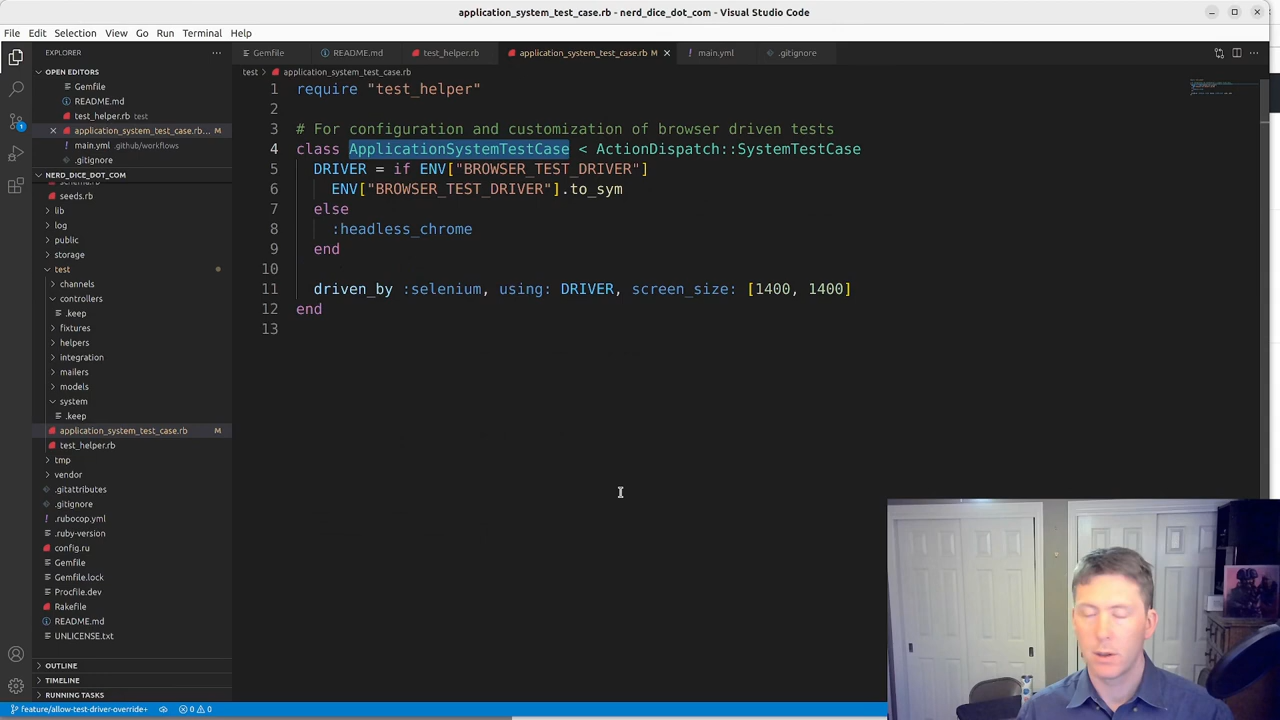 application_system_test_case.rb - nerd_dice_dot_com - Visual Studio Code
File Edit Selection View Go Run Terminal Help
EXPLORER
Gemfile
README.md
test_helper.rb
application_system_test_case.rb M
main.yml
.gitignore
OPEN EDITORS
Gemfile
README.md
test_helper.rb test
application_system_test_case.rb... M
main.yml .github/workflows
.gitignore
NERD_DICE_DOT_COM
schema.rb
seeds.rb
lib
log
public
storage
test
channels
controllers
.keep
fixtures
helpers
integration
mailers
models
system
.keep
application_system_test_case.rb M
test_helper.rb
tmp
vendor
.gitattributes
.gitignore
.rubocop.yml
.ruby-version
config.ru
Gemfile
Gemfile.lock
Procfile.dev
Rakefile
README.md
UNLICENSE.txt
OUTLINE
TIMELINE
RUNNING TASKS
test > application_system_test_case.rb
1 require "test_helper"
2
3 # For configuration and customization of browser driven tests
4 class ApplicationSystemTestCase < ActionDispatch::SystemTestCase
5 DRIVER = if ENV["BROWSER_TEST_DRIVER"]
6 ENV["BROWSER_TEST_DRIVER"].to_sym
7 else
8 :headless_chrome
9 end
10
11 driven_by :selenium, using: DRIVER, screen_size: [1400, 1400]
12 end
13
1
feature/allow-test-driver-override+ 0 0